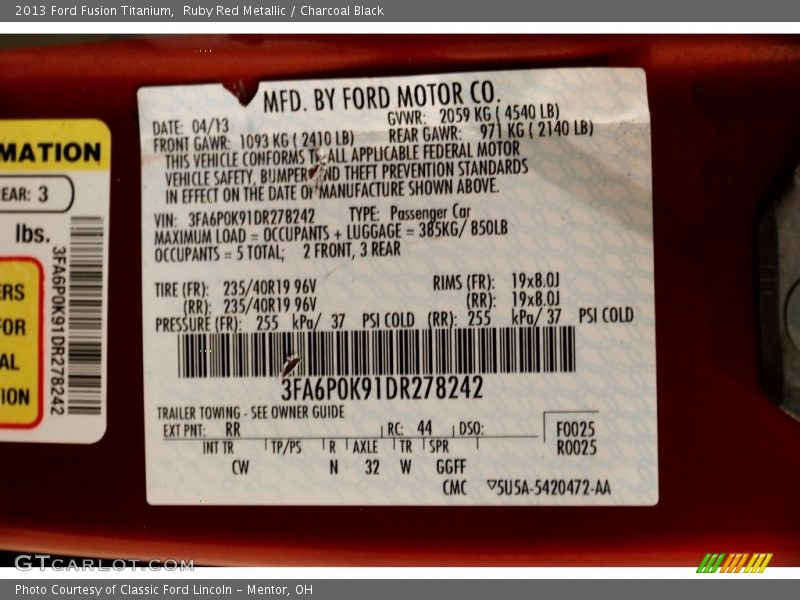 2013 Ford Fusion Titanium,  Ruby Red Metallic / Charcoal Black
MATION
EAR: 3
lbs.
ERS
FOR
AL
ION
3FA6P0K91DR278242
MFD. BY FORD MOTOR CO.
DATE: 04/13 GVWR: 2059 KG ( 4540 LB)
FRONT GAWR: 1093 KG ( 2410 LB) REAR GAWR: 971 KG ( 2140 LB)
THIS VEHICLE CONFORMS TO ALL APPLICABLE FEDERAL MOTOR
VEHICLE SAFETY, BUMPER AND THEFT PREVENTION STANDARDS
IN EFFECT ON THE DATE OF MANUFACTURE SHOWN ABOVE.
VIN: 3FA6P0K91DR278242 TYPE: Passenger Car
MAXIMUM LOAD = OCCUPANTS + LUGGAGE = 385KG/ 850LB
OCCUPANTS = 5 TOTAL; 2 FRONT, 3 REAR
TIRE (FR): 235/40R19 96V RIMS (FR): 19x8.0J
(RR): 235/40R19 96V (RR): 19x8.0J
PRESSURE (FR): 255 kPa/ 37 PSI COLD (RR): 255 kPa/ 37 PSI COLD
3FA6P0K91DR278242
TRAILER TOWING - SEE OWNER GUIDE
EXT PNT: RR RC: 44 DSO: F0025
R0025
INT TR TP/PS R AXLE TR SPR
CW N 32 W GGFF
CMC ▽5U5A-5420472-AA
GTCARLOT.COM
Photo Courtesy of Classic Ford Lincoln – Mentor, OH